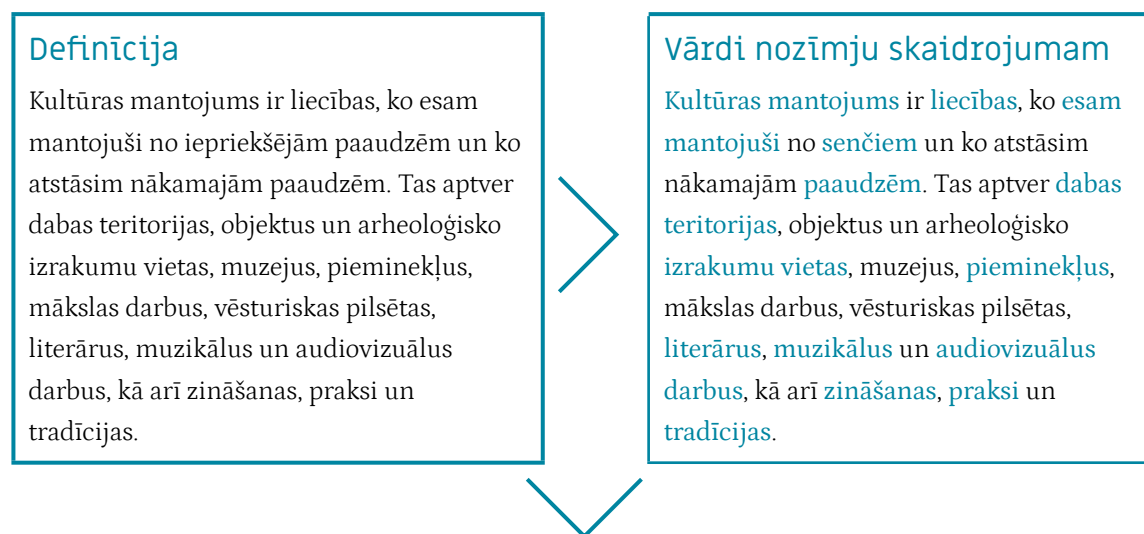 Definīcija
Kultūras mantojums ir liecības, ko esam
mantojuši no iepriekšējām paaudzēm un ko
atstāsim nākamajām paaudzēm. Tas aptver
dabas teritorijas, objektus un arheoloģisko
izrakumu vietas, muzejus, pieminekļus,
mākslas darbus, vēsturiskas pilsētas,
literārus, muzikālus un audiovizuālus
darbus, kā arī zināšanas, praksi un
tradīcijas.
Vārdi nozīmju skaidrojumam
Kultūras mantojums ir liecības, ko esam
mantojuši no senčiem un ko atstāsim
nākamajām paaudzēm. Tas aptver dabas
teritorijas, objektus un arheoloģisko
izrakumu vietas, muzejus, pieminekļus,
mākslas darbus, vēsturiskas pilsētas,
literārus, muzikālus un audiovizuālus
darbus, kā arī zināšanas, praksi un
tradīcijas.